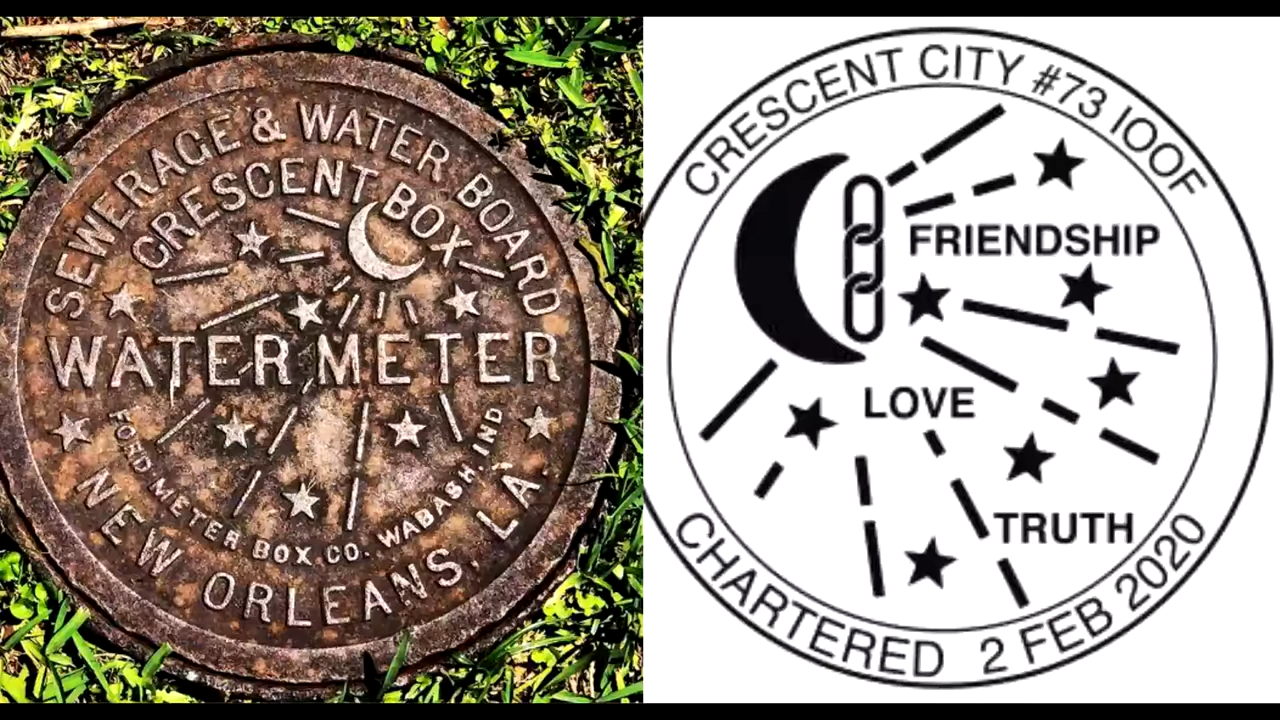 SEWERAGE & WATER BOARD
CRESCENT BOX
WATER METER
FORD METER BOX CO. WABASH, IND
NEW ORLEANS, LA.
CRESCENT CITY #73 IOOF
FRIENDSHIP
LOVE
TRUTH
CHARTERED 2 FEB 2020